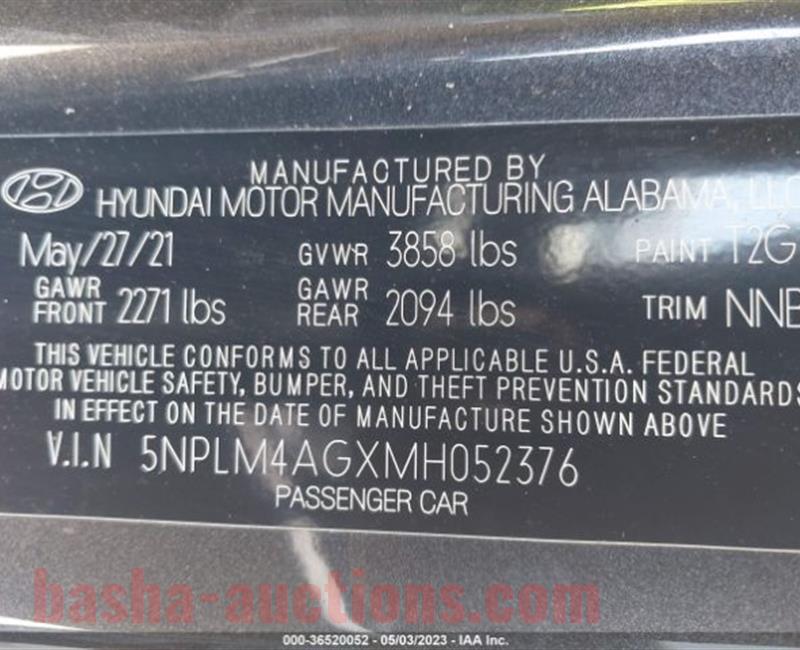 MANUFACTURED BY
HYUNDAI MOTOR MANUFACTURING ALABAMA, LLC
May/27/21 GVWR 3858 lbs PAINT T2G
GAWR FRONT 2271 lbs GAWR REAR 2094 lbs TRIM NNB
THIS VEHICLE CONFORMS TO ALL APPLICABLE U.S.A. FEDERAL
MOTOR VEHICLE SAFETY, BUMPER, AND THEFT PREVENTION STANDARDS
IN EFFECT ON THE DATE OF MANUFACTURE SHOWN ABOVE
V.I.N 5NPLM4AGXMH052376
PASSENGER CAR
basha-auctions.com
000-36520052 - 05/03/2023 - IAA Inc.